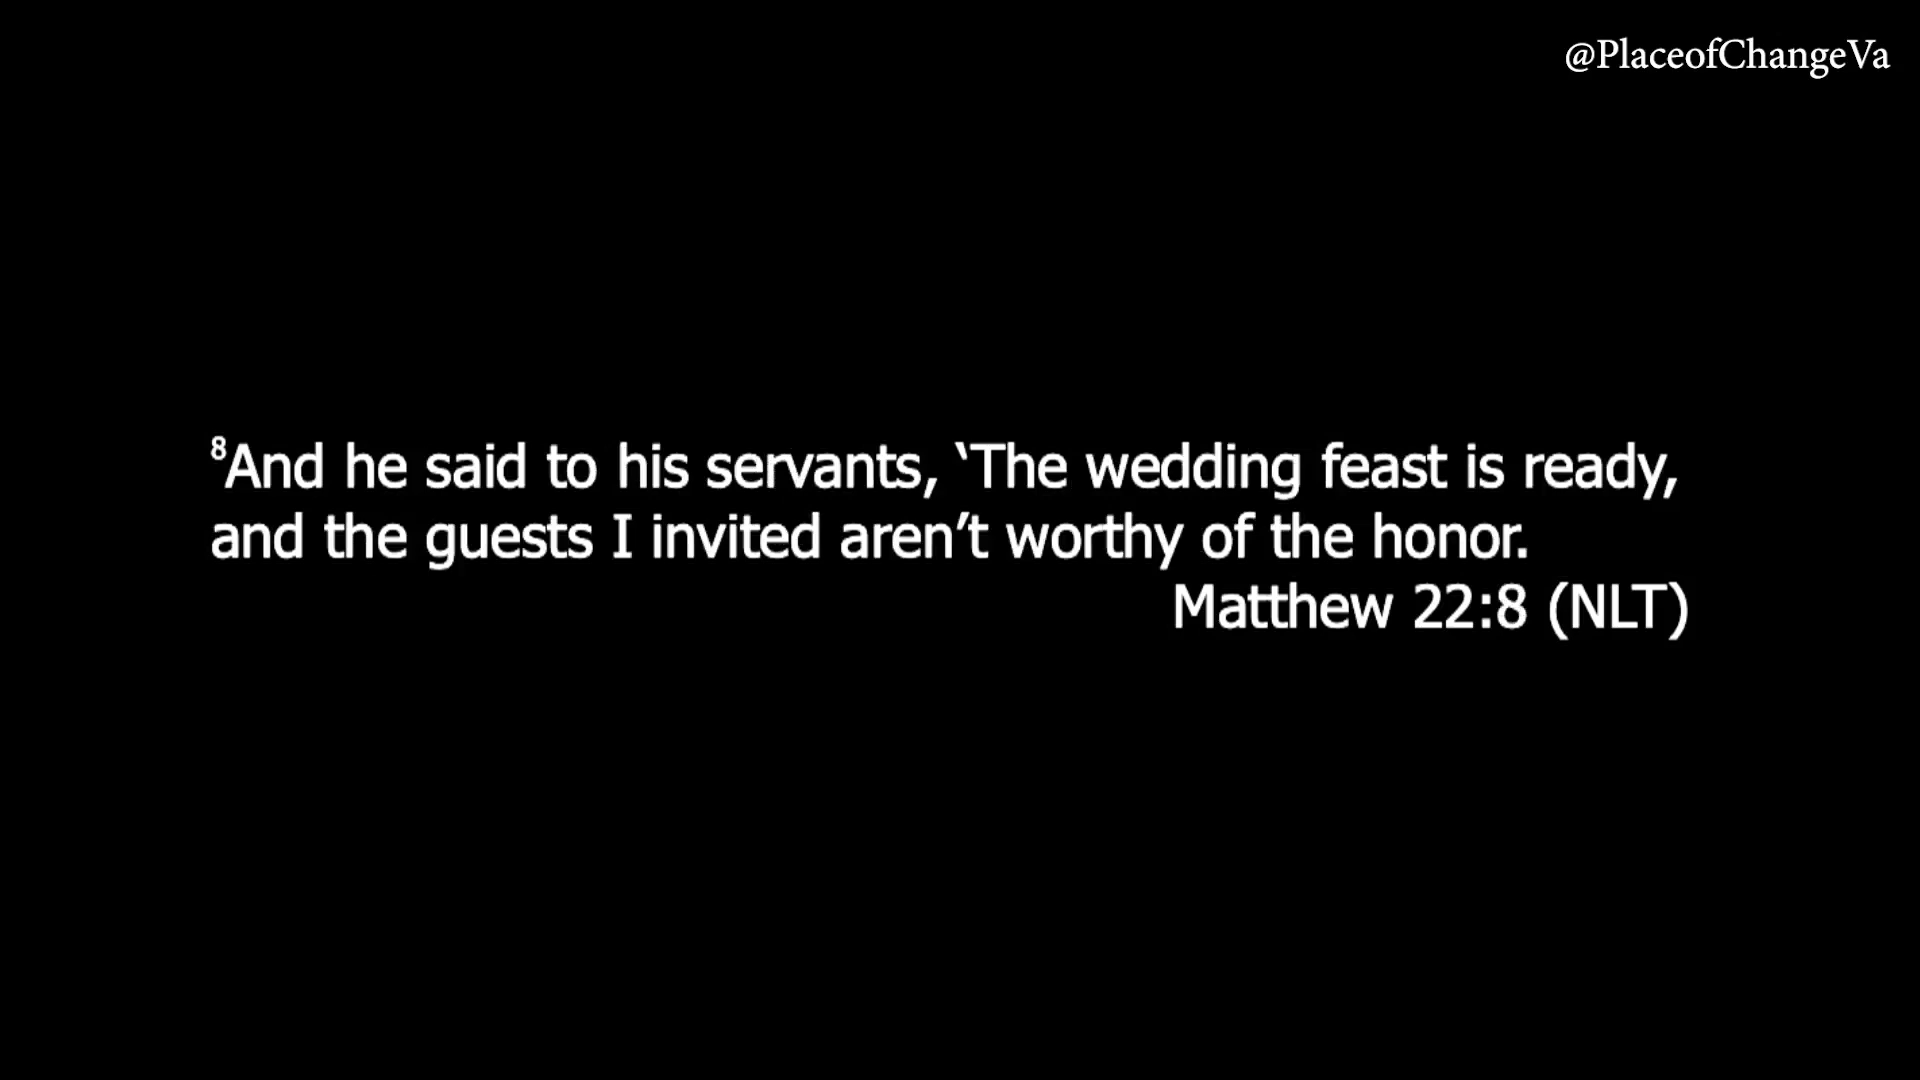 @PlaceofChangeVa
⁸And he said to his servants, ‘The wedding feast is ready,
and the guests I invited aren’t worthy of the honor.
Matthew 22:8 (NLT)